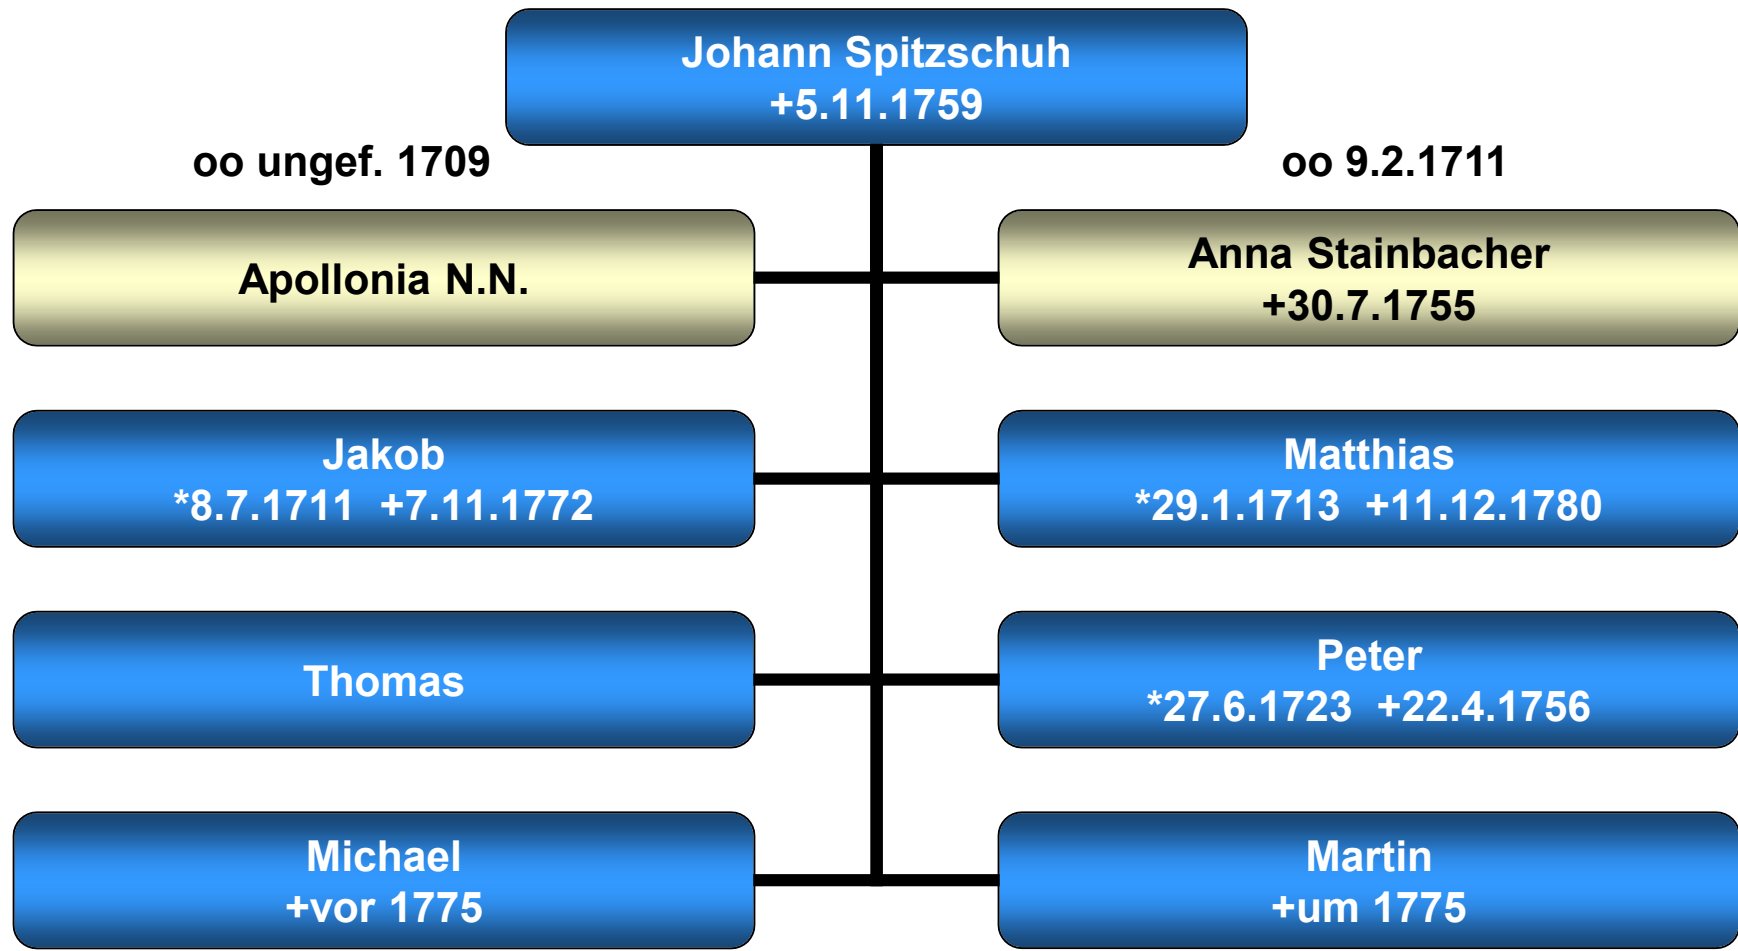 Johann Spitzschuh
+5.11.1759
oo ungef. 1709
oo 9.2.1711
Apollonia N.N.
Anna Stainbacher
+30.7.1755
Jakob
*8.7.1711 +7.11.1772
Matthias
*29.1.1713 +11.12.1780
Thomas
Peter
*27.6.1723 +22.4.1756
Michael
+vor 1775
Martin
+um 1775